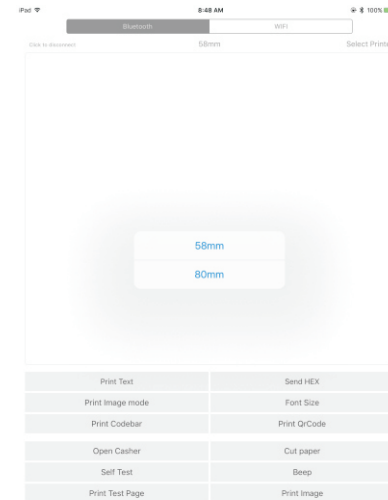 iPad 8:48 AM 100%
Bluetooth WIFI
Click to disconnect 58mm Select Printe
58mm
80mm
Print Text Send HEX
Print Image mode Font Size
Print Codebar Print QrCode
Open Casher Cut paper
Self Test Beep
Print Test Page Print Image